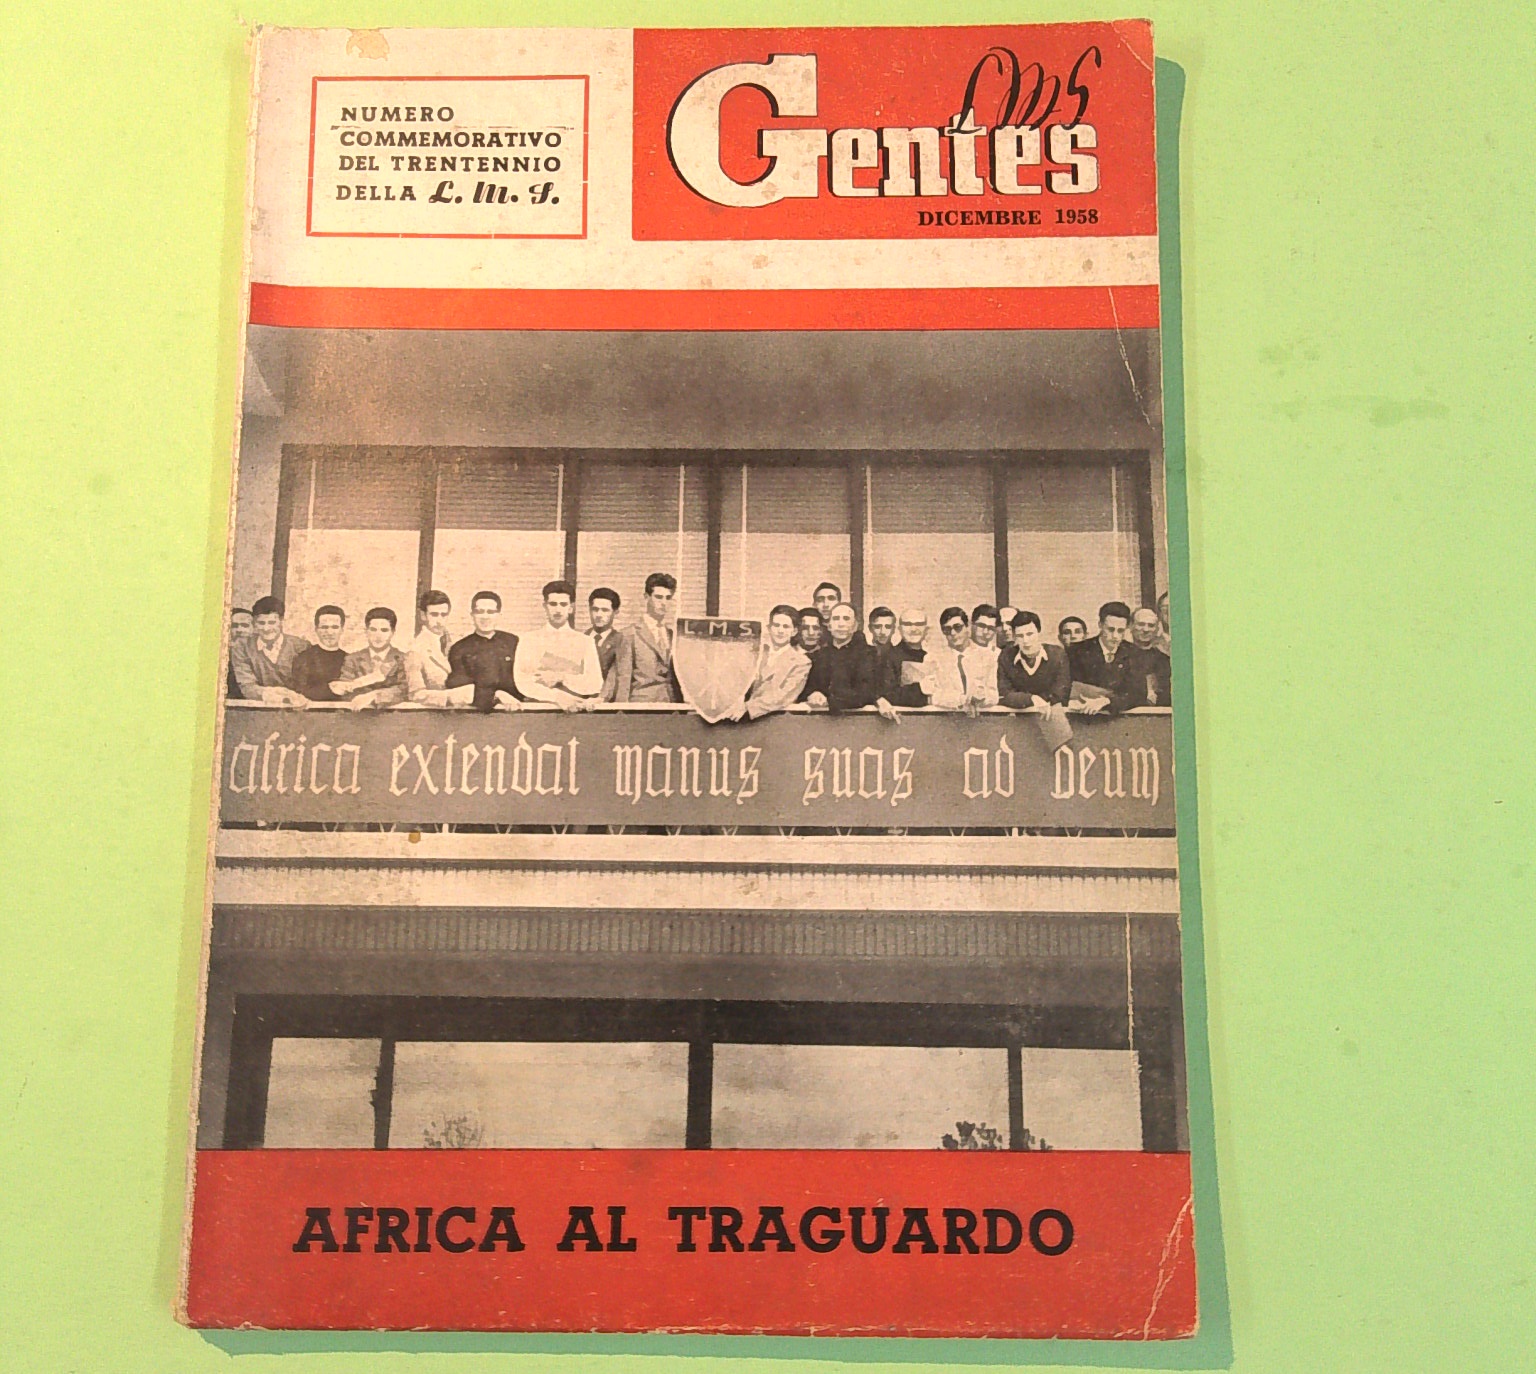 NUMERO
COMMEMORATIVO
DEL TRENTENNIO
DELLA L. M. S.
LMS
Gentes
DICEMBRE 1958
L. M. S.
africa extendat manus suas ad Deum
AFRICA AL TRAGUARDO